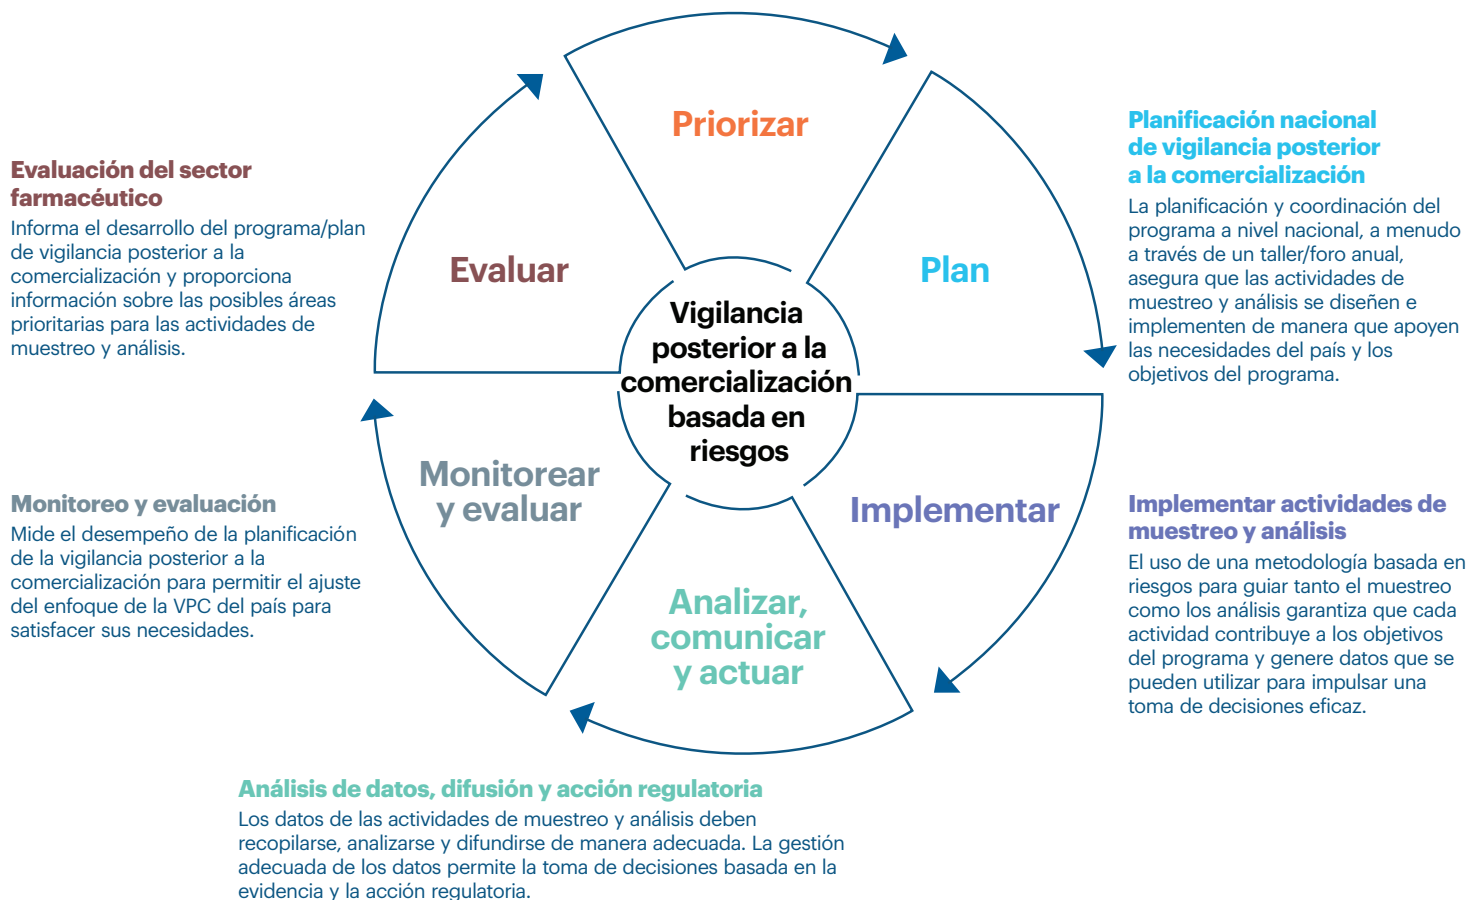 Priorizar
Planificación nacional
de vigilancia posterior
a la comercialización
La planificación y coordinación del
programa a nivel nacional, a menudo
a través de un taller/foro anual,
asegura que las actividades de
muestreo y análisis se diseñen e
implementen de manera que apoyen
las necesidades del país y los
objetivos del programa.
Evaluación del sector
farmacéutico
Informa el desarrollo del programa/plan
de vigilancia posterior a la
comercialización y proporciona
información sobre las posibles áreas
prioritarias para las actividades de
muestreo y análisis.
Evaluar
Plan
Vigilancia
posterior a la
comercialización
basada en
riesgos
Monitorear
y evaluar
Implementar
Monitoreo y evaluación
Mide el desempeño de la planificación
de la vigilancia posterior a la
comercialización para permitir el ajuste
del enfoque de la VPC del país para
satisfacer sus necesidades.
Implementar actividades de
muestreo y análisis
El uso de una metodología basada en
riesgos para guiar tanto el muestreo
como los análisis garantiza que cada
actividad contribuye a los objetivos
del programa y genere datos que se
pueden utilizar para impulsar una
toma de decisiones eficaz.
Analizar,
comunicar
y actuar
Análisis de datos, difusión y acción regulatoria
Los datos de las actividades de muestreo y análisis deben
recopilarse, analizarse y difundirse de manera adecuada. La gestión
adecuada de los datos permite la toma de decisiones basada en la
evidencia y la acción regulatoria.